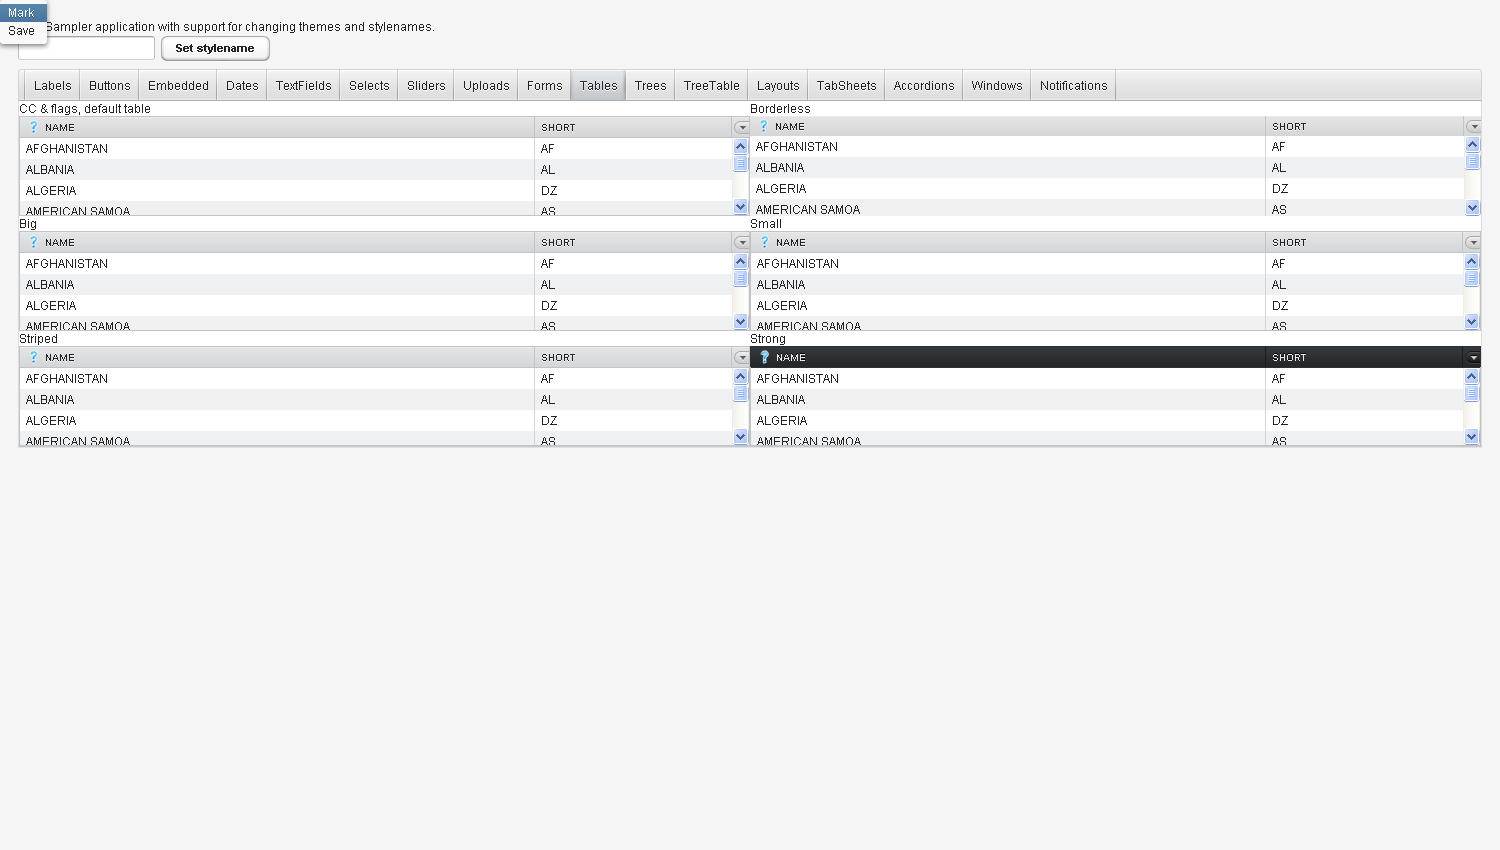 Mark
Save
Sampler application with support for changing themes and stylenames.
Set stylename
Labels Buttons Embedded Dates TextFields Selects Sliders Uploads Forms Tables Trees TreeTable Layouts TabSheets Accordions Windows Notifications
CC & flags, default table
NAME SHORT
AFGHANISTAN AF
ALBANIA AL
ALGERIA DZ
AMERICAN SAMOA AS
Borderless
NAME SHORT
AFGHANISTAN AF
ALBANIA AL
ALGERIA DZ
AMERICAN SAMOA AS
Big
NAME SHORT
AFGHANISTAN AF
ALBANIA AL
ALGERIA DZ
AMERICAN SAMOA AS
Small
NAME SHORT
AFGHANISTAN AF
ALBANIA AL
ALGERIA DZ
AMERICAN SAMOA AS
Striped
NAME SHORT
AFGHANISTAN AF
ALBANIA AL
ALGERIA DZ
AMERICAN SAMOA AS
Strong
NAME SHORT
AFGHANISTAN AF
ALBANIA AL
ALGERIA DZ
AMERICAN SAMOA AS